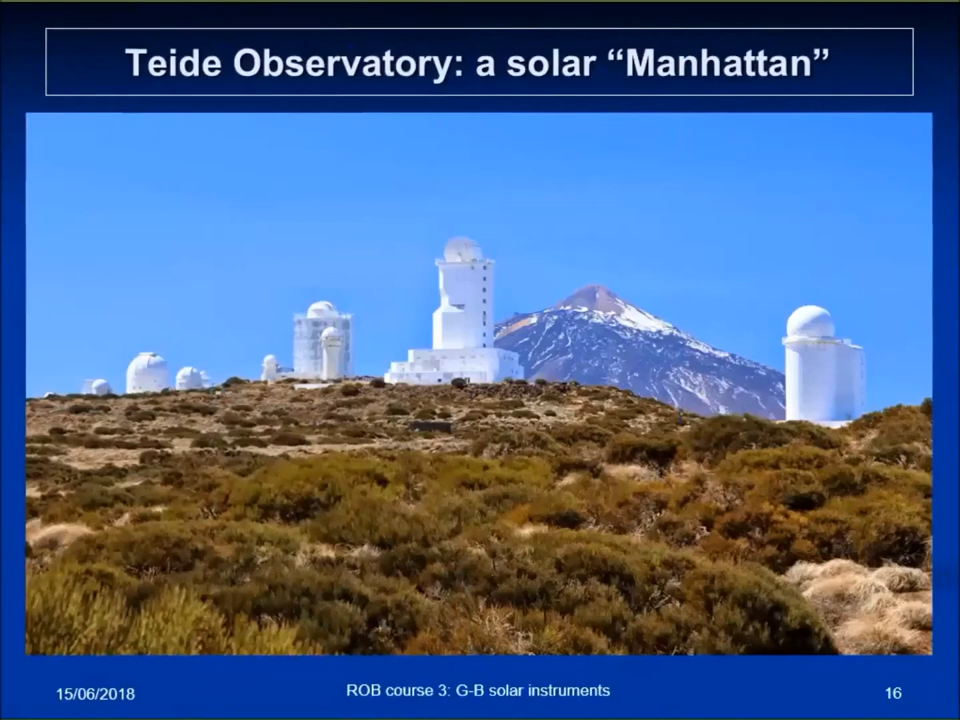 Teide Observatory: a solar “Manhattan”
15/06/2018
ROB course 3: G-B solar instruments
16